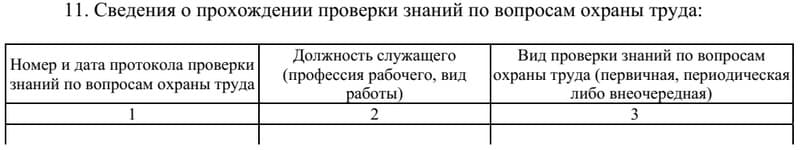 11. Сведения о прохождении проверки знаний по вопросам охраны труда:
Номер и дата протокола проверки
знаний по вопросам охраны труда
Должность служащего
(профессия рабочего, вид
работы)
Вид проверки знаний по вопросам
охраны труда (первичная, периодическая
либо внеочередная)
1
2
3